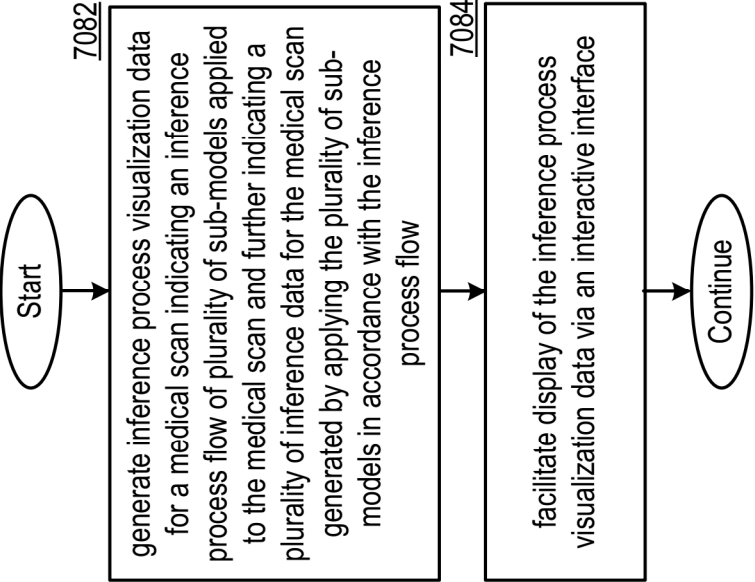 Start
7082
generate inference process visualization data
for a medical scan indicating an inference
process flow of plurality of sub-models applied
to the medical scan and further indicating a
plurality of inference data for the medical scan
generated by applying the plurality of sub-
models in accordance with the inference
process flow
7084
facilitate display of the inference process
visualization data via an interactive interface
Continue